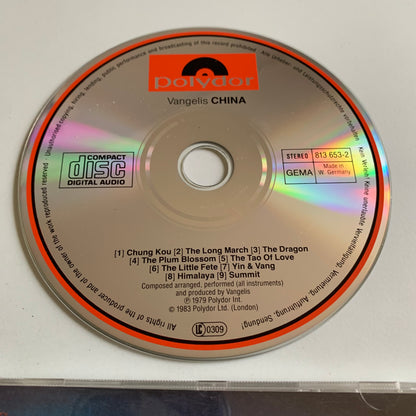 polydor
Vangelis CHINA
COMPACT
disc
DIGITAL AUDIO
STEREO 813 653-2
GEMA Made in W. Germany
[1] Chung Kou [2] The Long March [3] The Dragon
[4] The Plum Blossom [5] The Tao Of Love
[6] The Little Fete [7] Yin & Yang
[8] Himalaya [9] Summit
Composed arranged, performed (all instruments)
and produced by Vangelis
℗ 1979 Polydor Int.
© 1983 Polydor Ltd. (London)
LC 0309
All rights of the producer and of the owner of the work reproduced reserved · Unauthorised copying, hiring, lending, public performance and broadcasting of this record prohibited ·
Alle Urheber- und Leistungsschutzrechte vorbehalten · Kein Verleih! Keine unerlaubte Vervielfältigung, Vermietung, Aufführung, Sendung!